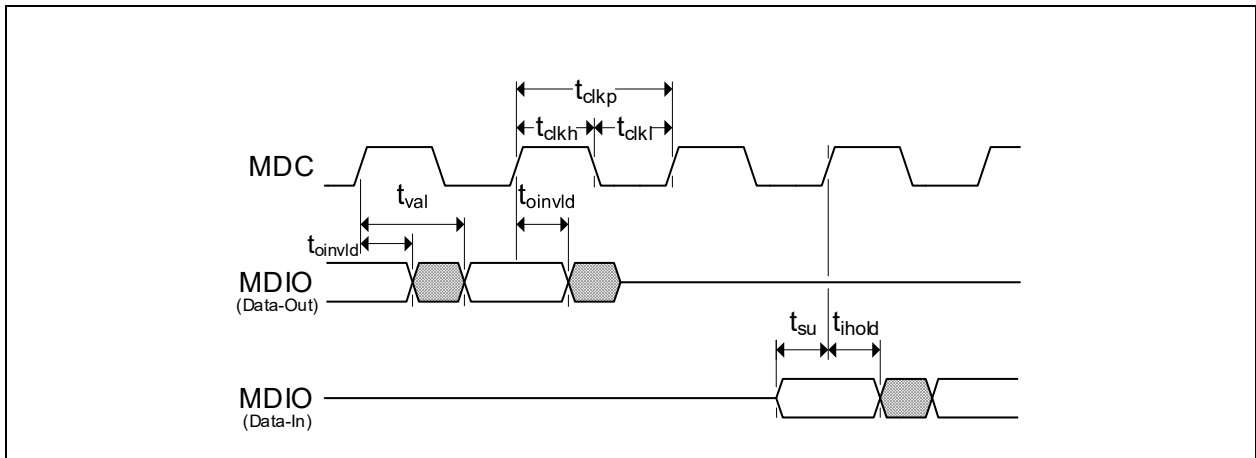 tclkp
tclkh tclkl
MDC
tval toinvld
toinvld
MDIO
(Data-Out)
tsu tihold
MDIO
(Data-In)